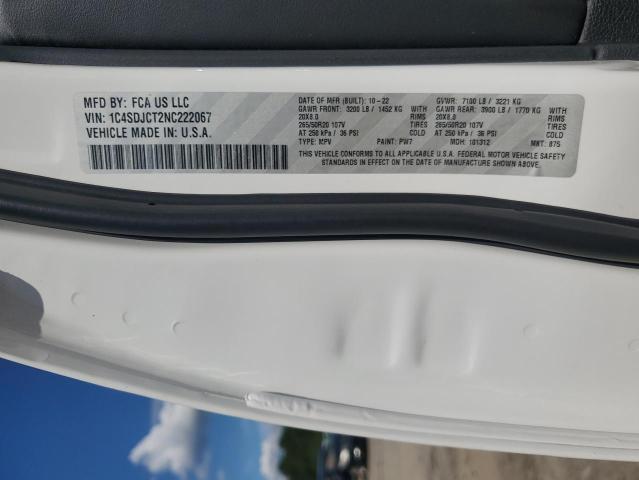 MFD BY: FCA US LLC
VIN: 1C4SDJCT2NC222067
VEHICLE MADE IN: U.S.A.
DATE OF MFR (BUILT): 10-22 GVWR: 7100 LB / 3221 KG
GAWR FRONT: 3200 LB / 1452 KG GAWR REAR: 3900 LB / 1770 KG
20X8.0 RIMS 20X8.0 RIMS
265/50R20 107V TIRES 265/50R20 107V TIRES
AT 250 kPa / 36 PSI COLD AT 250 kPa / 36 PSI COLD
TYPE: MPV PAINT: PW7 MDH: 101312 MKT: 875
THIS VEHICLE CONFORMS TO ALL APPLICABLE U.S.A. FEDERAL MOTOR VEHICLE SAFETY
STANDARDS IN EFFECT ON THE DATE OF MANUFACTURE SHOWN ABOVE.